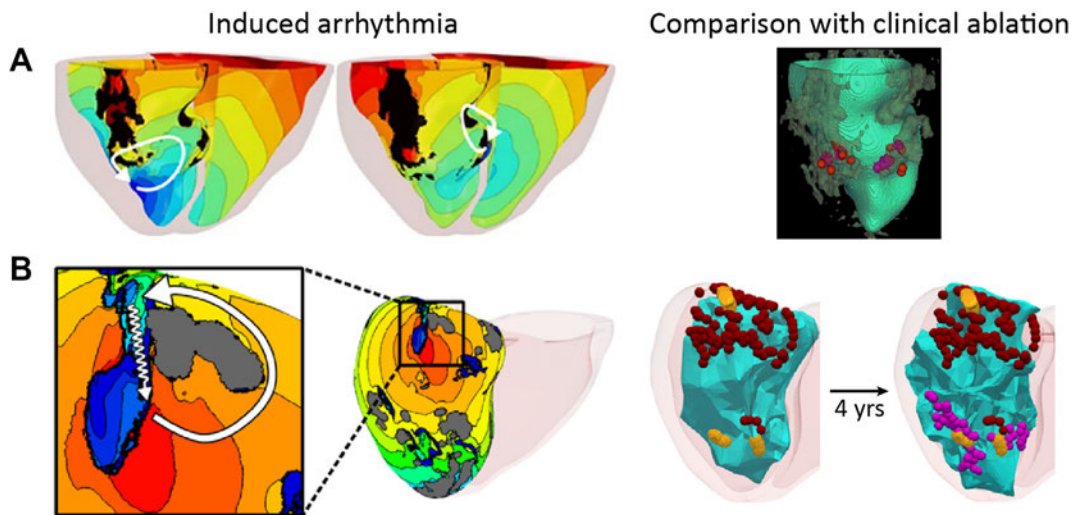 Induced arrhythmia
Comparison with clinical ablation
A
B
4 yrs